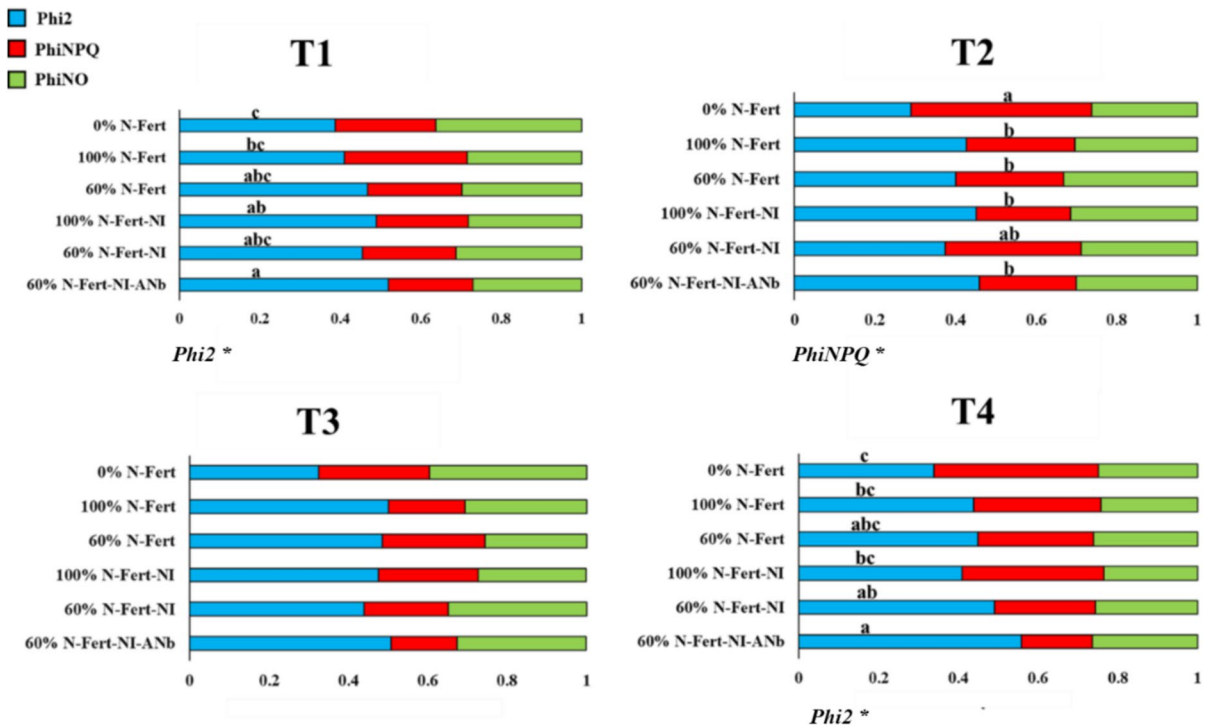 Phi2
PhiNPQ
PhiNO
T1
c
0% N-Fert
bc
100% N-Fert
abc
60% N-Fert
ab
100% N-Fert-NI
abc
60% N-Fert-NI
a
60% N-Fert-NI-ANb
0 0.2 0.4 0.6 0.8 1
Phi2 *
T2
a
0% N-Fert
b
100% N-Fert
b
60% N-Fert
b
100% N-Fert-NI
ab
60% N-Fert-NI
b
60% N-Fert-NI-ANb
0 0.2 0.4 0.6 0.8 1
PhiNPQ *
T3
0% N-Fert
100% N-Fert
60% N-Fert
100% N-Fert-NI
60% N-Fert-NI
60% N-Fert-NI-ANb
0 0.2 0.4 0.6 0.8 1
T4
c
0% N-Fert
bc
100% N-Fert
abc
60% N-Fert
bc
100% N-Fert-NI
ab
60% N-Fert-NI
a
60% N-Fert-NI-ANb
0 0.2 0.4 0.6 0.8 1
Phi2 *